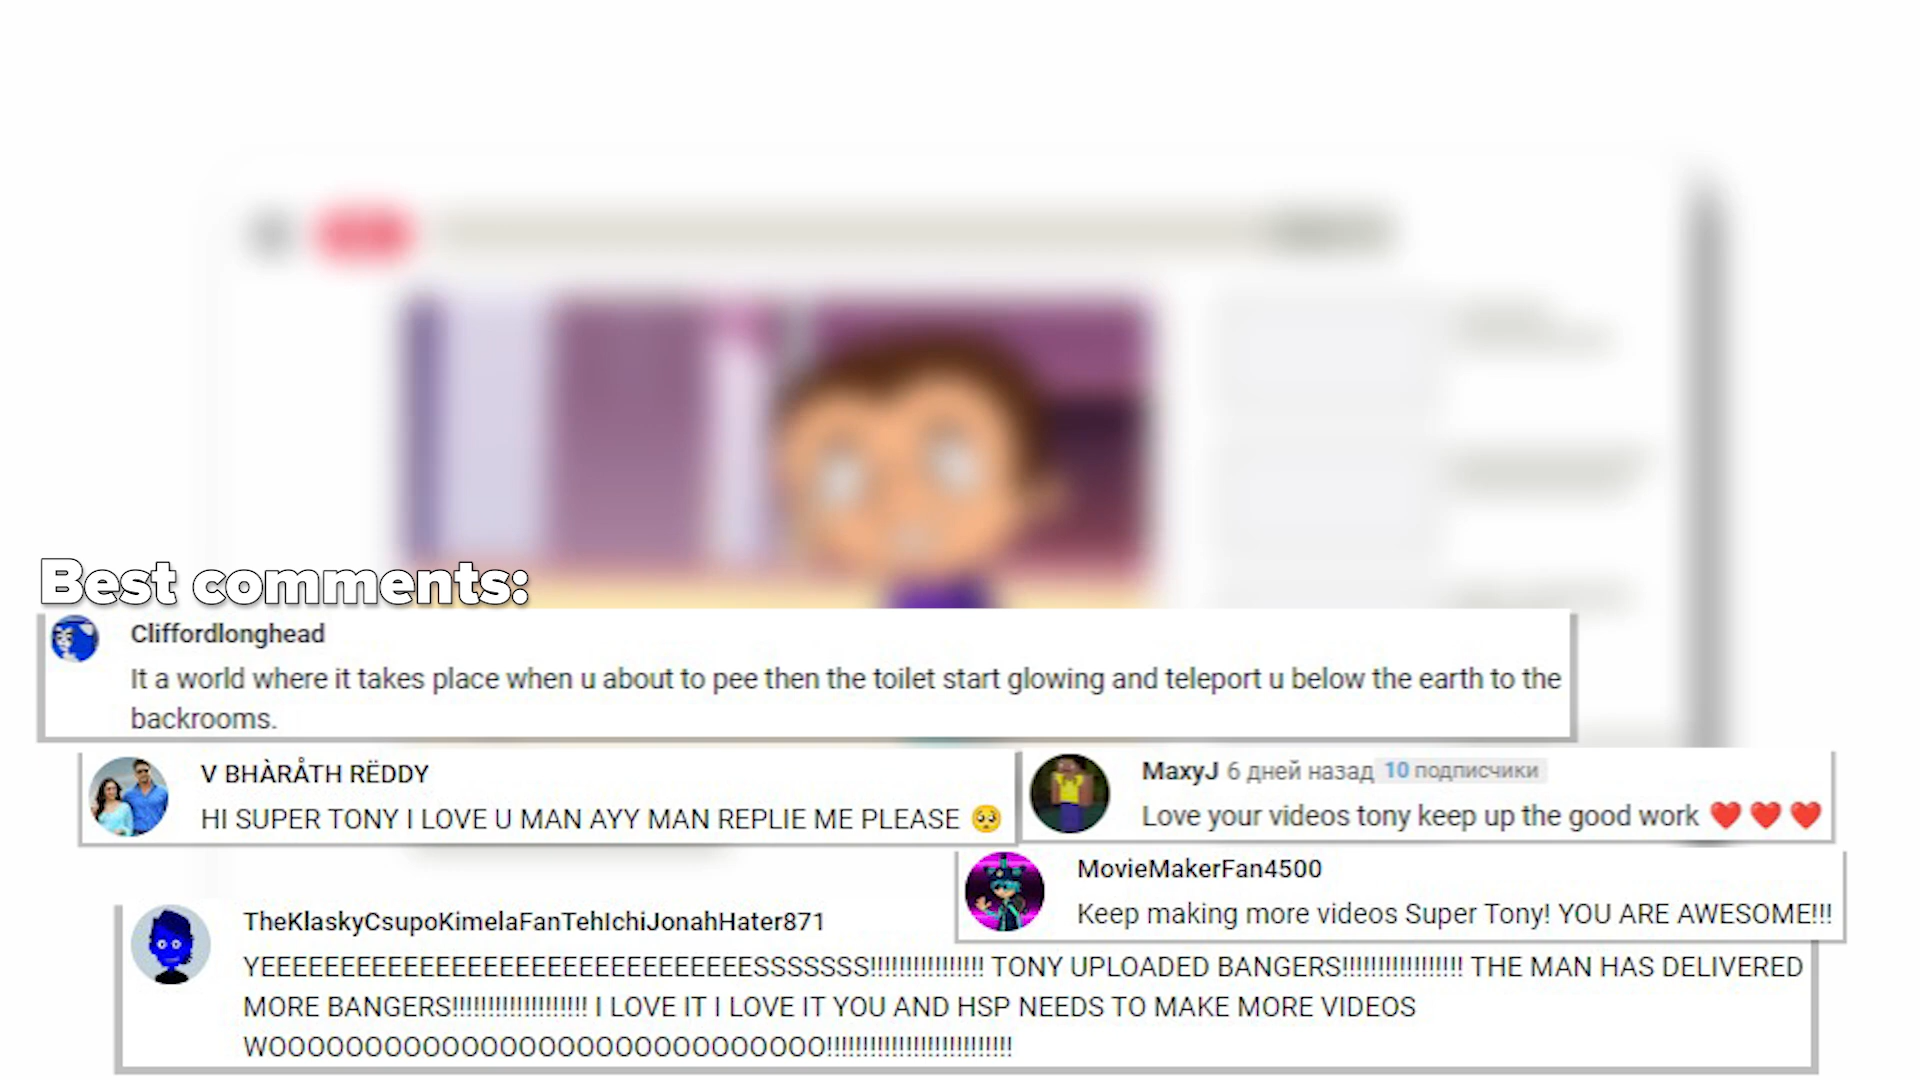 Best comments:
Cliffordlonghead
It a world where it takes place when u about to pee then the toilet start glowing and teleport u below the earth to the
backrooms.
V BHÀRÅTH RËDDY
HI SUPER TONY I LOVE U MAN AYY MAN REPLIE ME PLEASE 🥺
MaxyJ 6 дней назад 10 подписчики
Love your videos tony keep up the good work ❤️ ❤️ ❤️
MovieMakerFan4500
Keep making more videos Super Tony! YOU ARE AWESOME!!!
TheKlaskyCsupoKimelaFanTehIchiJonahHater871
YEEEEEEEEEEEEEEEEEEEEEEEEEEEEEEESSSSSSS!!!!!!!!!!!!!!!! TONY UPLOADED BANGERS!!!!!!!!!!!!!!!!! THE MAN HAS DELIVERED
MORE BANGERS!!!!!!!!!!!!!!!!!!! I LOVE IT I LOVE IT YOU AND HSP NEEDS TO MAKE MORE VIDEOS
WOOOOOOOOOOOOOOOOOOOOOOOOOOOO!!!!!!!!!!!!!!!!!!!!!!!!!!